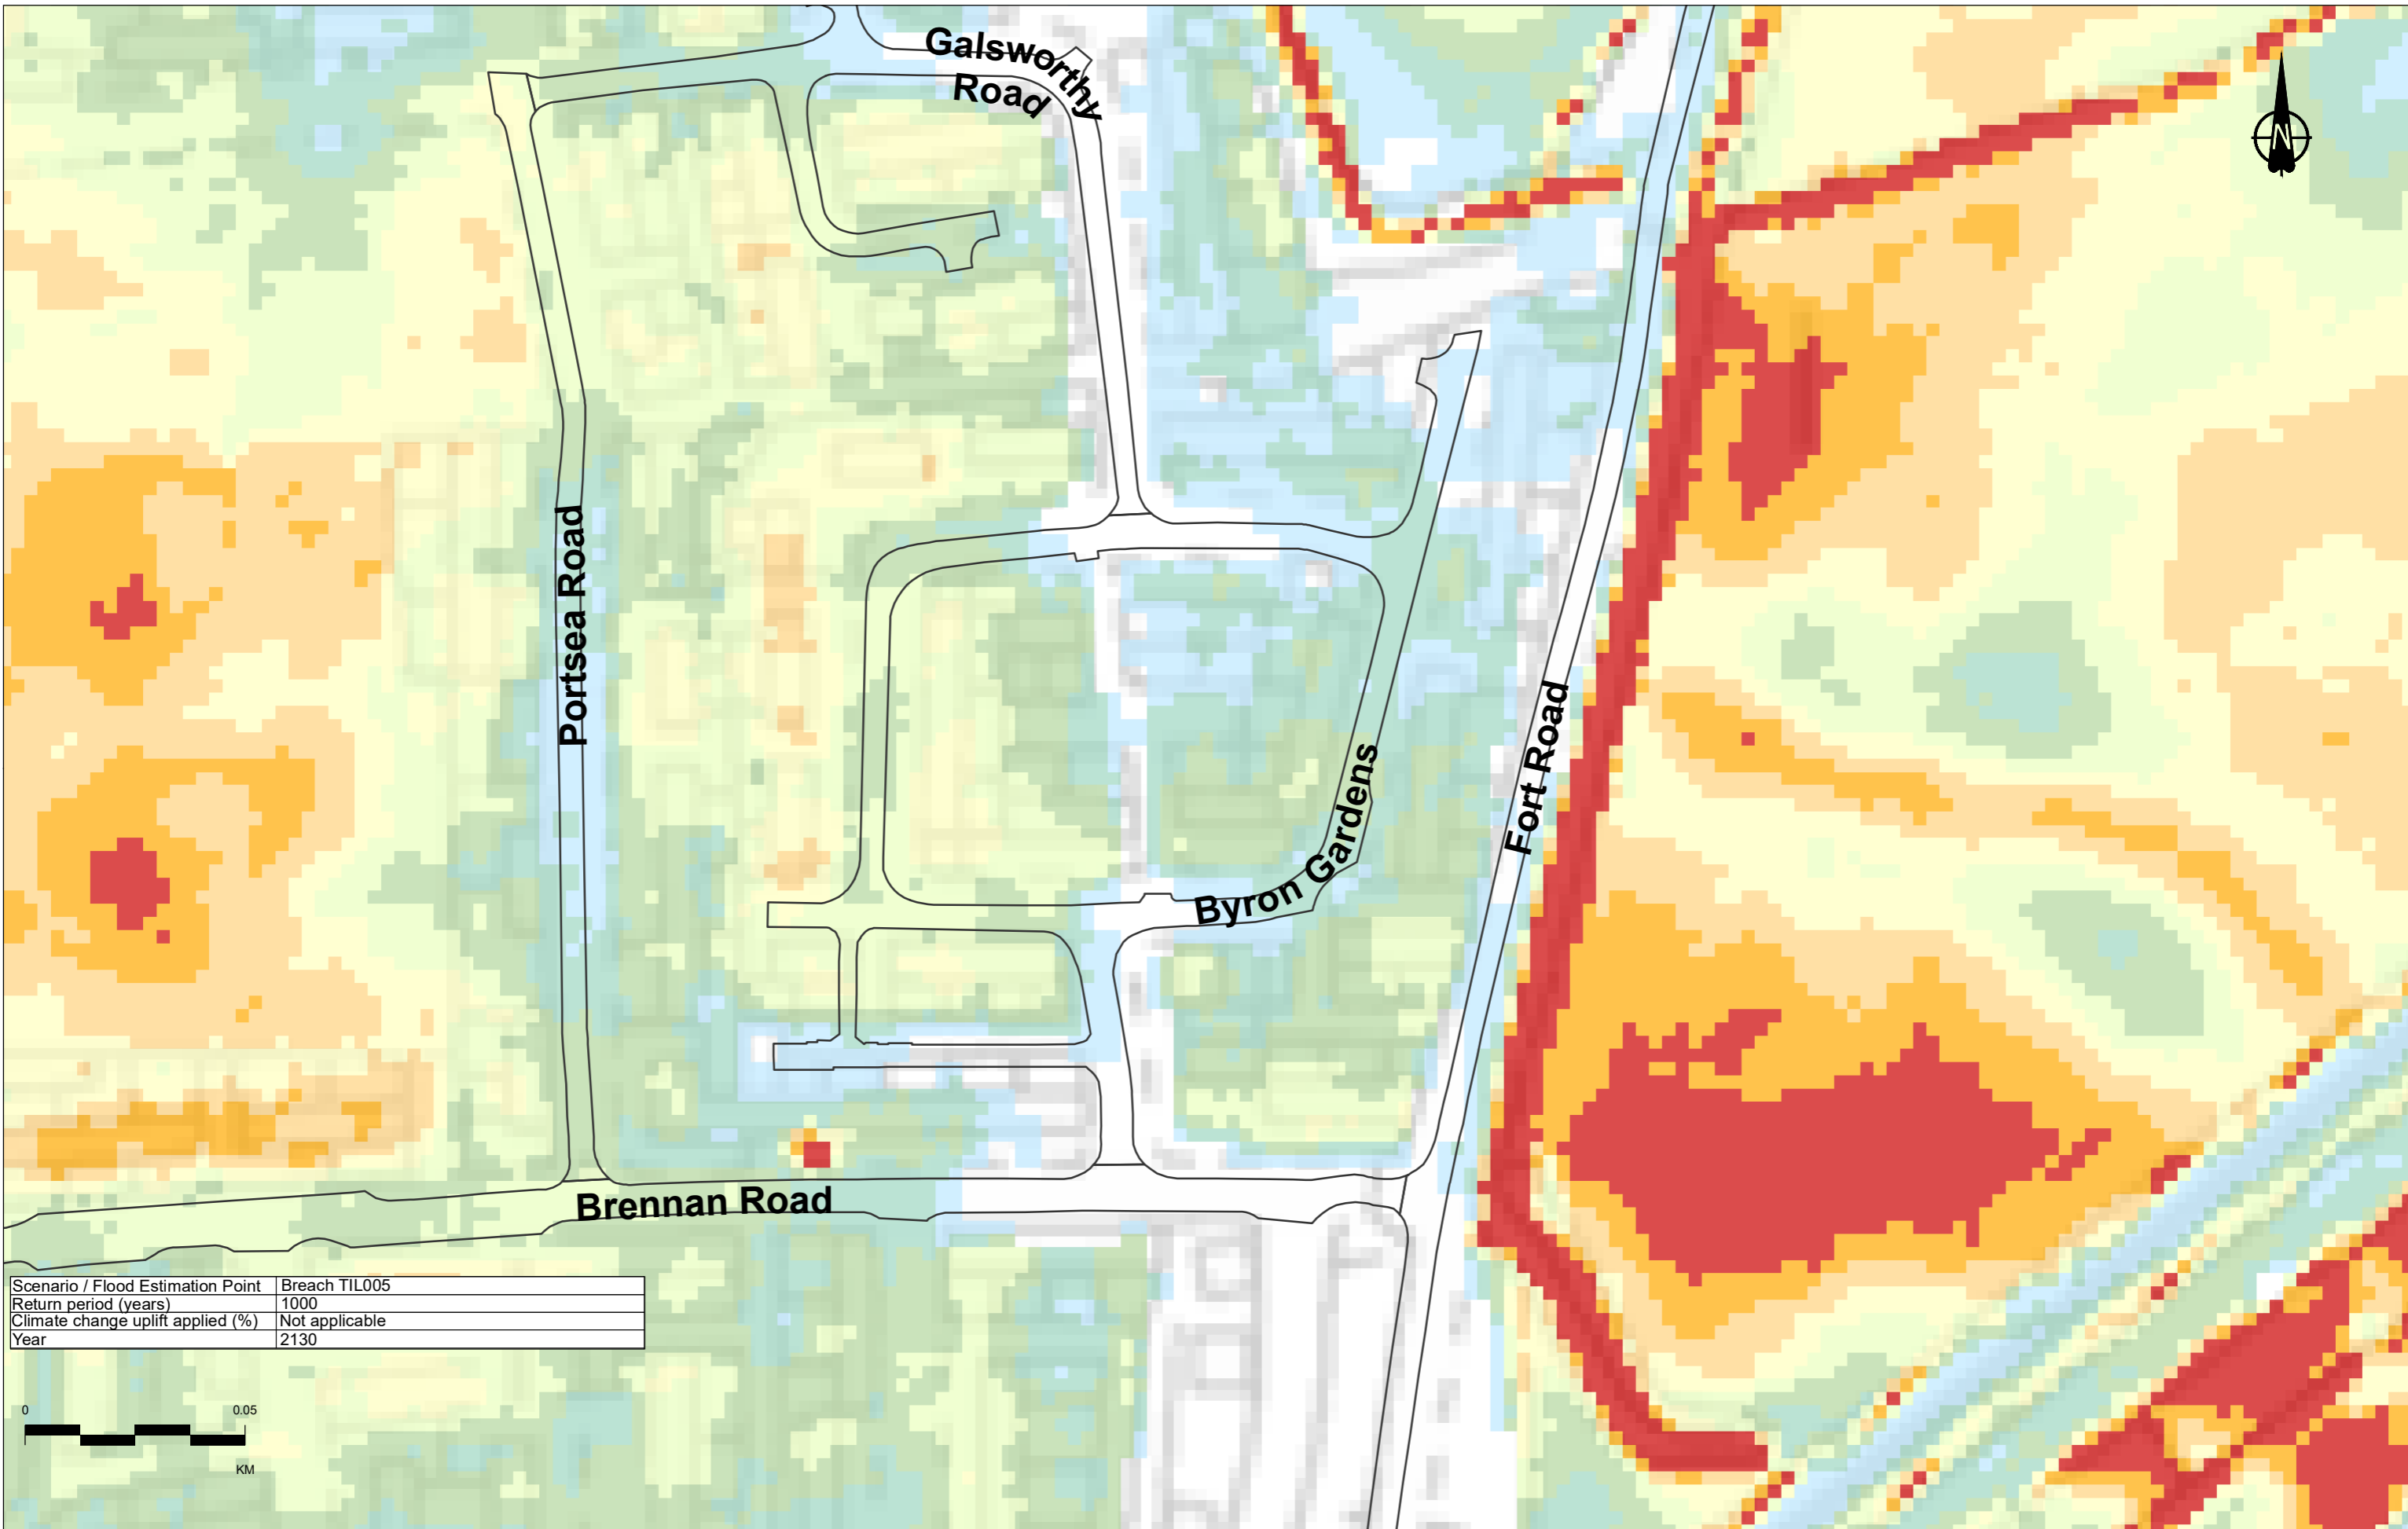 Galsworthy
Road
N
Portsea Road
Fort Road
Byron Gardens
Brennan Road
Scenario / Flood Estimation Point Breach TIL005
Return period (years) 1000
Climate change uplift applied (%) Not applicable
Year 2130
0 0.05
KM